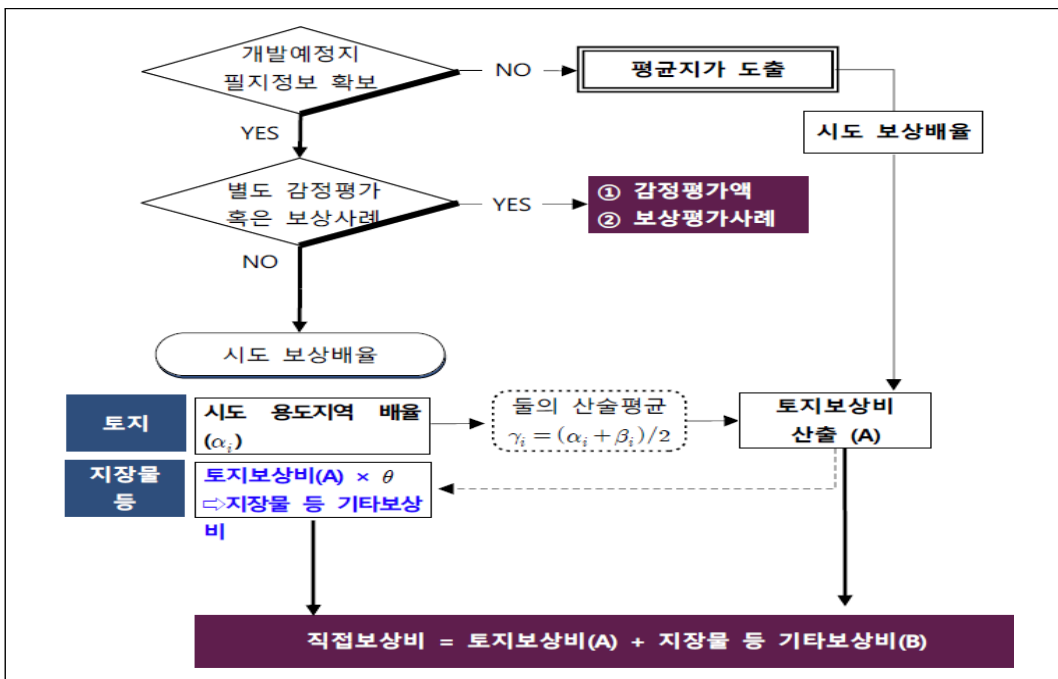 개발예정지
필지정보 확보
NO
평균지가 도출
YES
시도 보상배율
별도 감정평가
혹은 보상사례
YES
① 감정평가액
② 보상평가사례
NO
시도 보상배율
토지
시도 용도지역 배율
(αᵢ)
둘의 산술평균
γᵢ = (αᵢ + βᵢ)/2
토지보상비
산출 (A)
지장물
등
토지보상비(A) × θ
⇨지장물 등 기타보상
비
직접보상비 = 토지보상비(A) + 지장물 등 기타보상비(B)